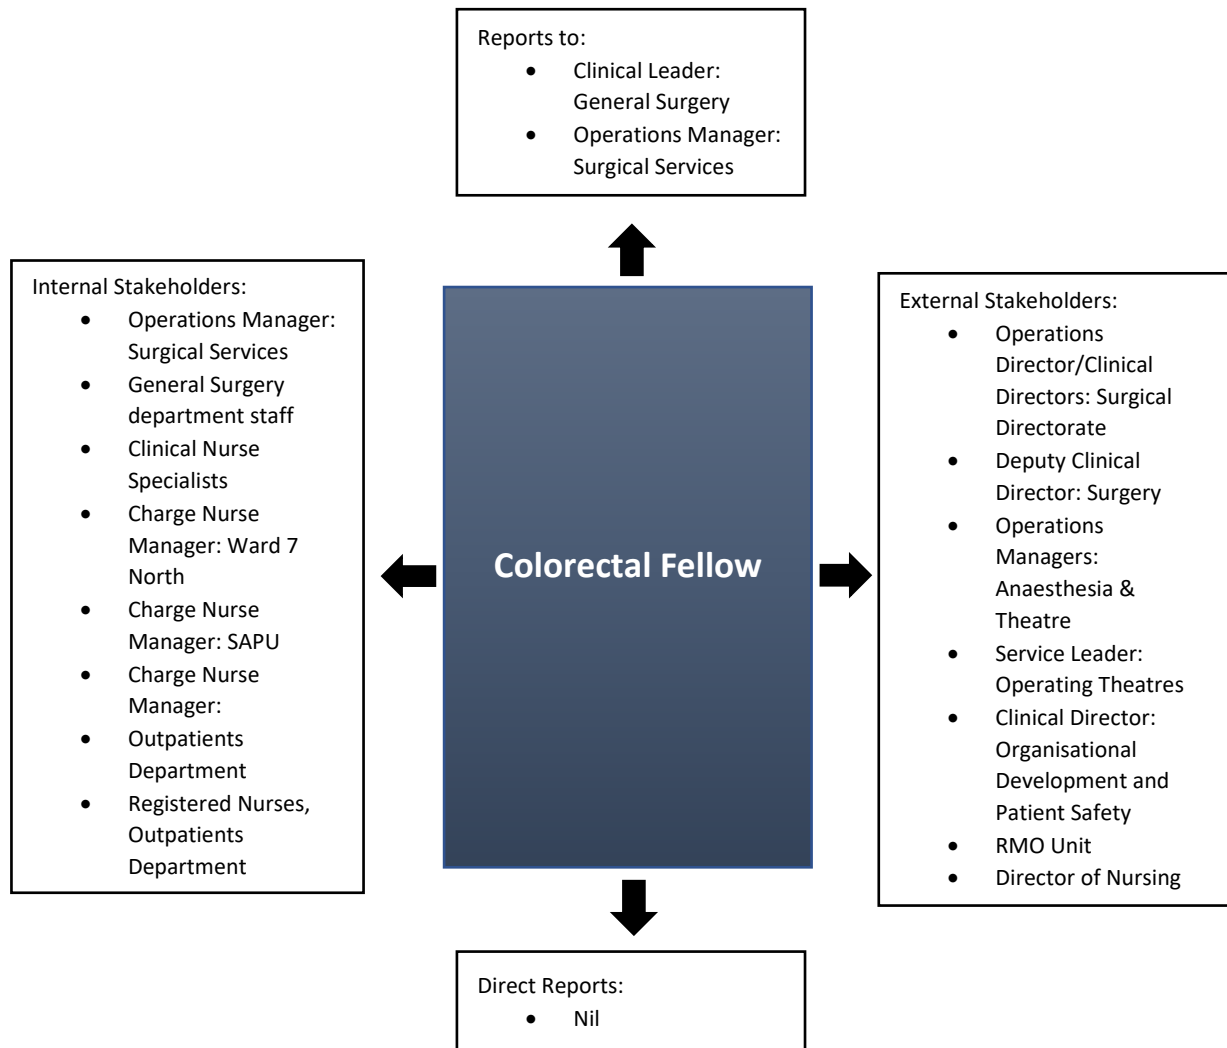 Reports to:
• Clinical Leader:
General Surgery
• Operations Manager:
Surgical Services
Internal Stakeholders:
• Operations Manager:
Surgical Services
• General Surgery
department staff
• Clinical Nurse
Specialists
• Charge Nurse
Manager: Ward 7
North
• Charge Nurse
Manager: SAPU
• Charge Nurse
Manager:
• Outpatients
Department
• Registered Nurses,
Outpatients
Department
Colorectal Fellow
External Stakeholders:
• Operations
Director/Clinical
Directors: Surgical
Directorate
• Deputy Clinical
Director: Surgery
• Operations
Managers:
Anaesthesia &
Theatre
• Service Leader:
Operating Theatres
• Clinical Director:
Organisational
Development and
Patient Safety
• RMO Unit
• Director of Nursing
Direct Reports:
• Nil